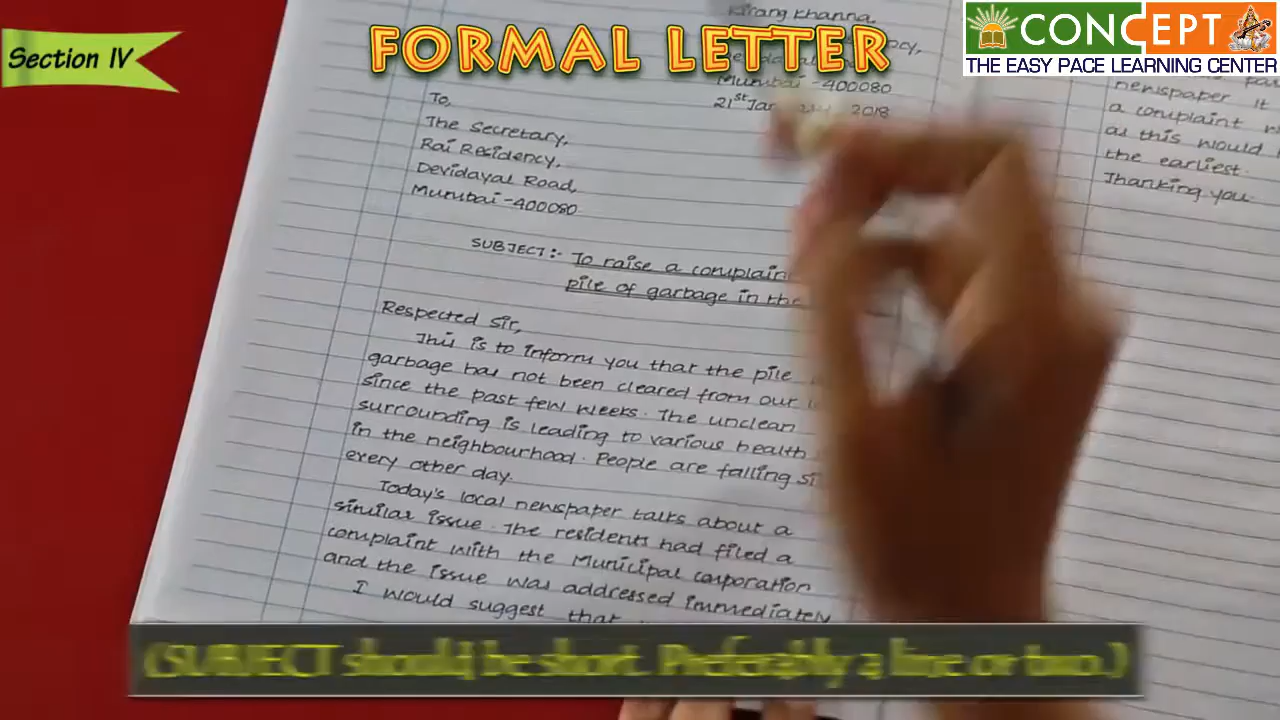 Section IV
FORMAL LETTER
CONCEPT
THE EASY PACE LEARNING CENTER
Kirang Khanna,
Mumbai - 400080
21st 2018
To,
The Secretary,
Rai Residency,
Devidayal Road,
Mumbai - 400080.
SUBJECT:- To raise a complain
pile of garbage in the
Respected Sir,
This is to inform you that the pile
garbage has not been cleared from our
since the past few weeks. The unclean
surrounding is leading to various health
in the neighbourhood. People are falling
every other day.
Today's local newspaper talks about a
similar issue. The residents had filed a
complaint with the Municipal corporation
and the issue was addressed immediately
I would suggest that
newspaper it
a complaint
as this would
the earliest.
Thanking you.
(SUBJECT should be short. Preferably a line or two.)